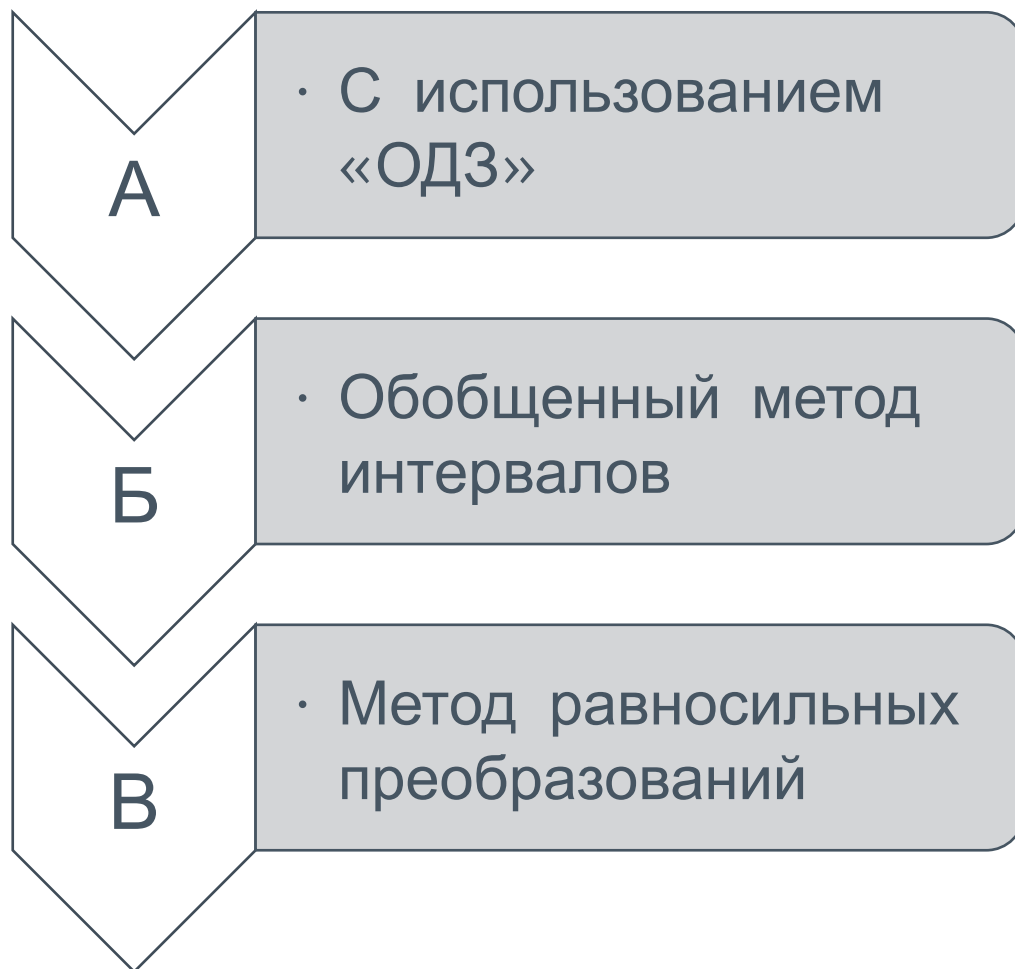 А
· С использованием
«ОДЗ»
Б
· Обобщенный метод
интервалов
В
· Метод равносильных
преобразований